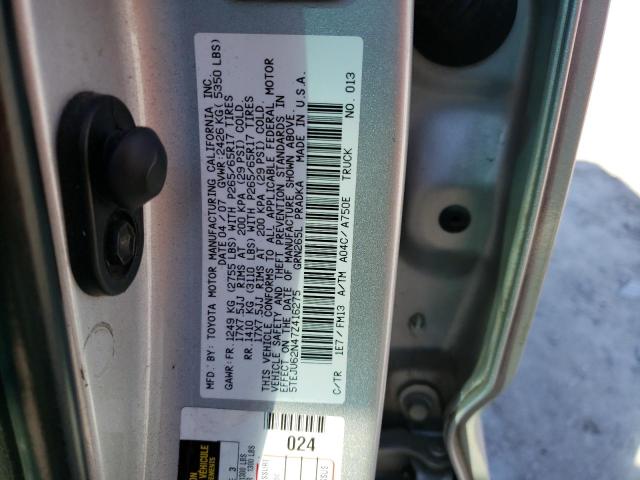 MFD. BY: TOYOTA MOTOR MANUFACTURING CALIFORNIA INC.
DATE 04/07 GVWR: 2426 KG( 5350 LBS)
GAWR: FR. 1249 KG (2755 LBS) WITH P265/65R17 TIRES
17X7.5JJ RIMS AT 200 KPA (29 PSI) COLD.
RR. 1410 KG (3110 LBS) WITH P265/65R17 TIRES
17X7.5JJ RIMS AT 200 KPA (29 PSI) COLD.
THIS VEHICLE CONFORMS TO ALL APPLICABLE FEDERAL MOTOR
VEHICLE SAFETY AND THEFT PREVENTION STANDARDS IN
EFFECT ON THE DATE OF MANUFACTURE SHOWN ABOVE.
5TEJU62N47Z416275 GRN265L PRADKA MADE IN U.S.A.
C/TR 1E7/FM13 A/TM A04C/A750E TRUCK NO. 013
024
VÉHICULE
3
1300 LBS